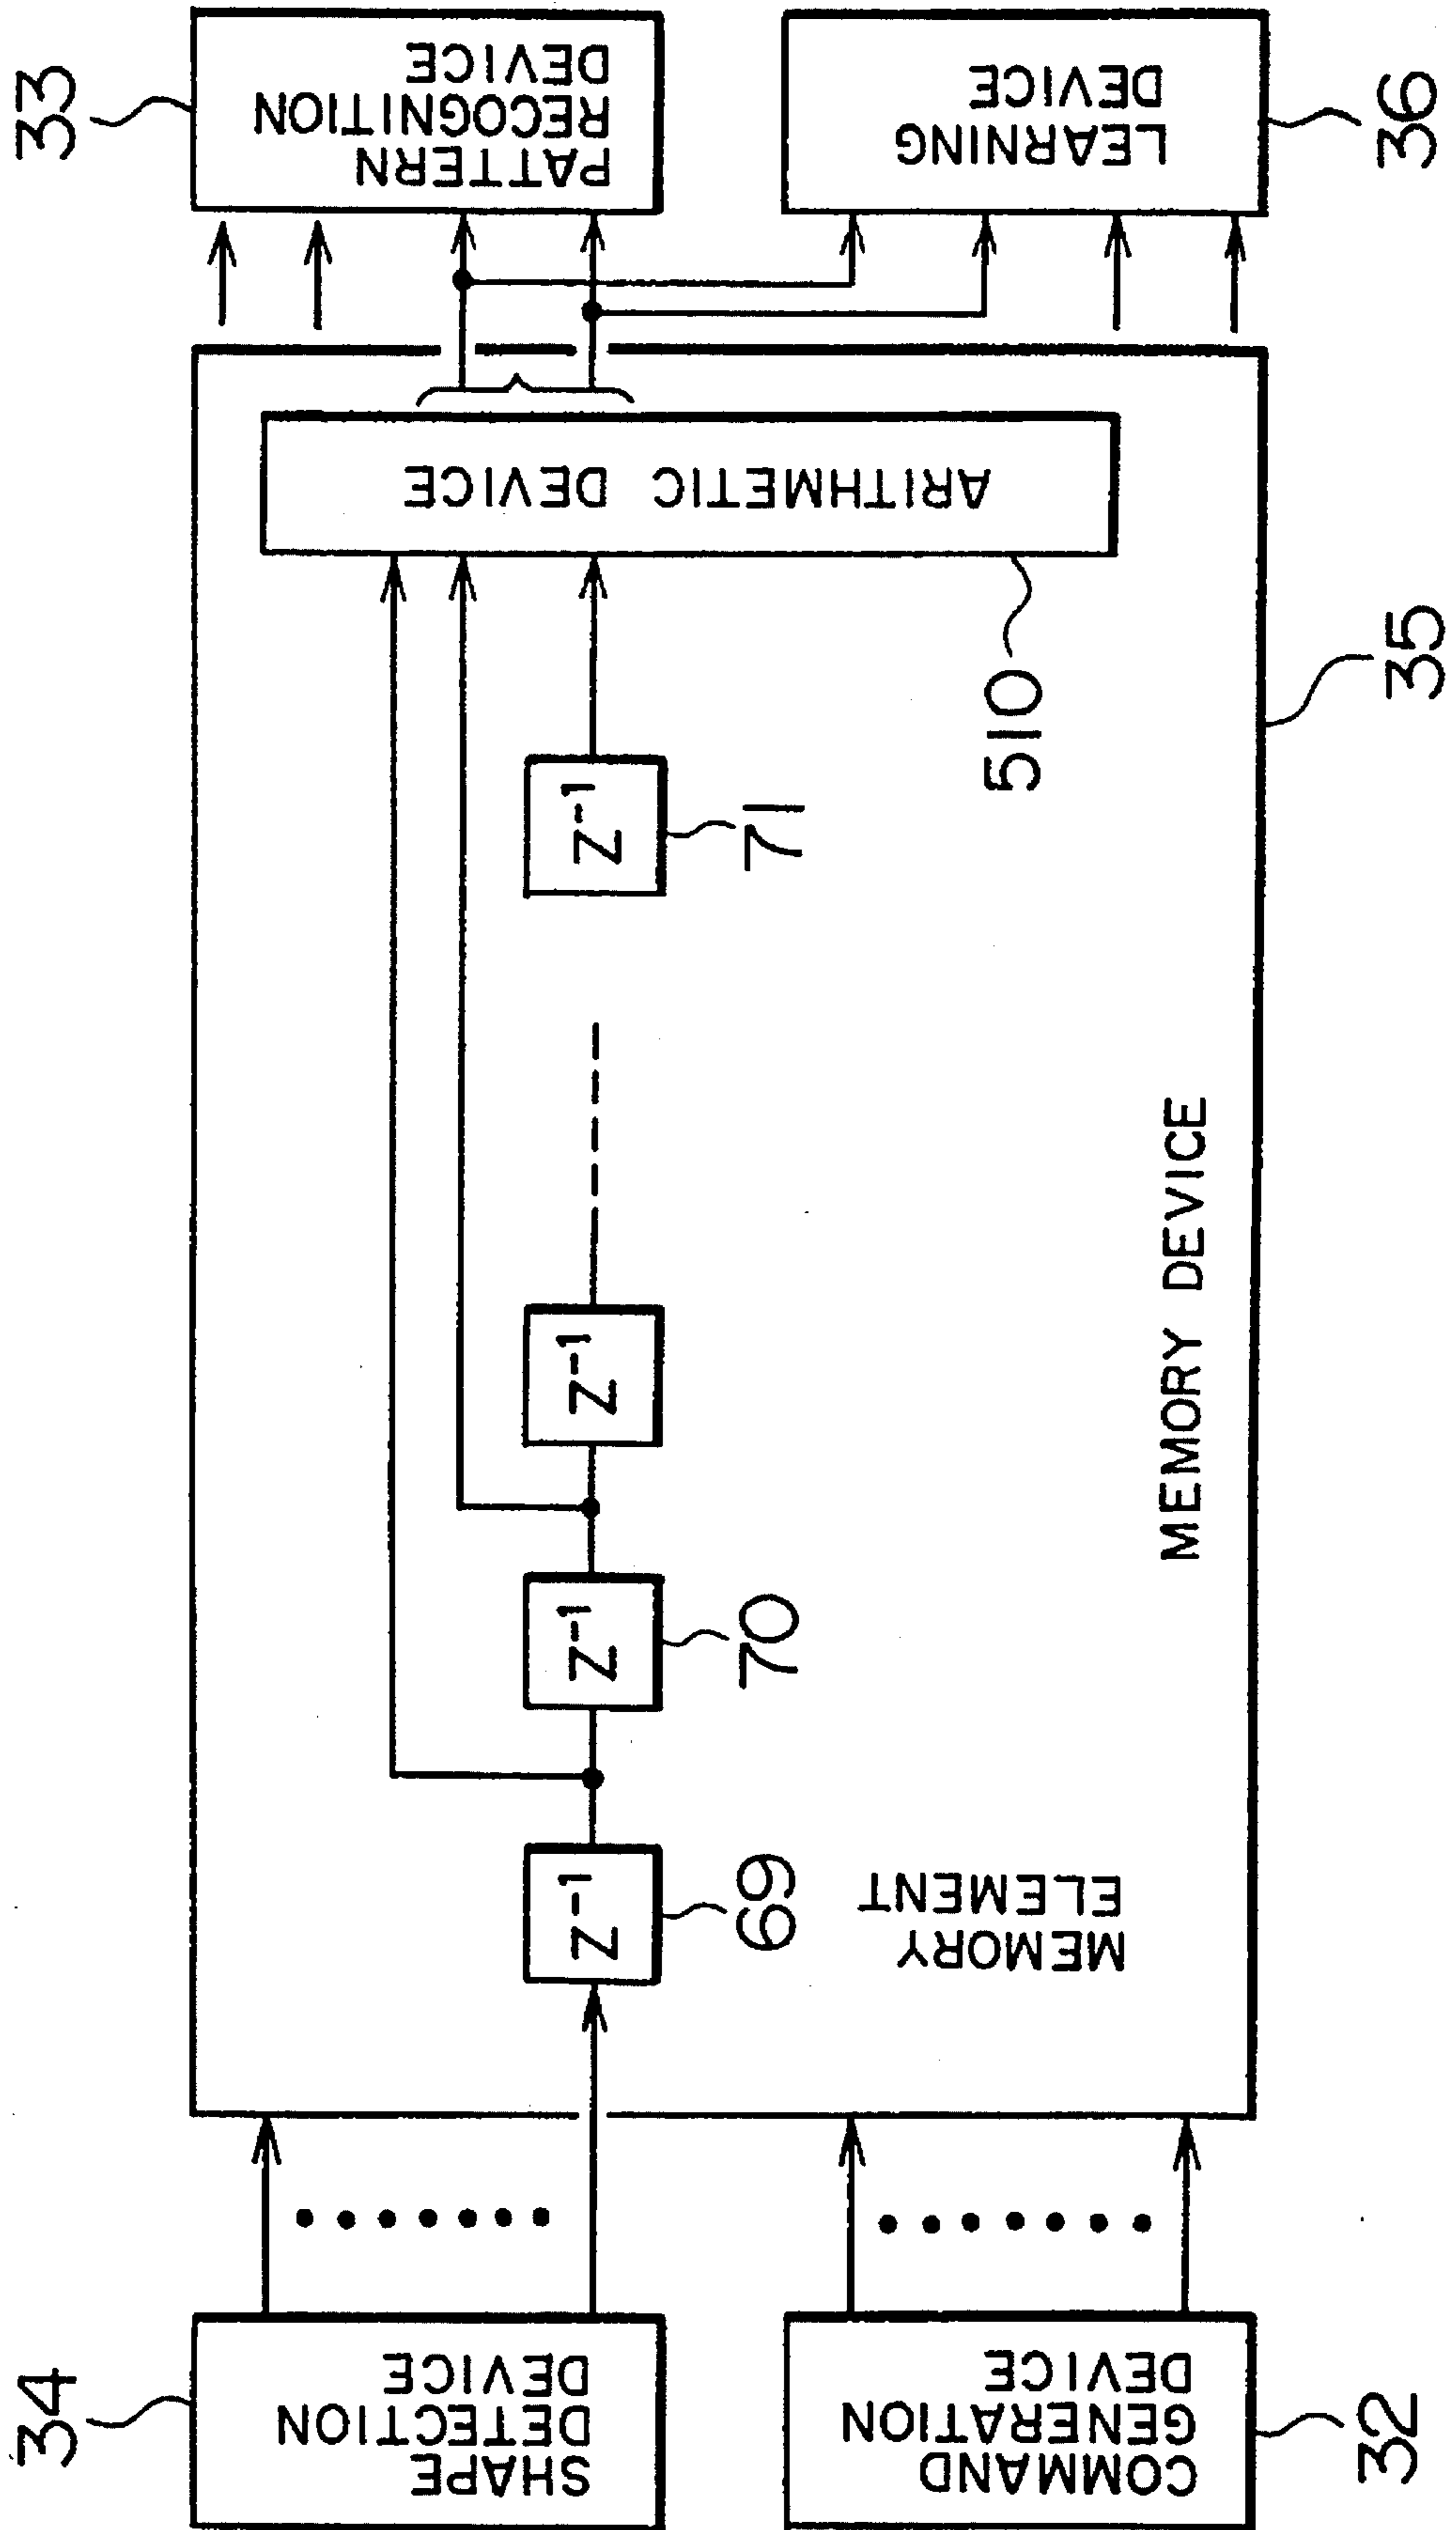 34
SHAPE
DETECTION
DEVICE
32
COMMAND
GENERATION
DEVICE
Z⁻¹
69
MEMORY
ELEMENT
Z⁻¹
70
Z⁻¹
Z⁻¹
71
MEMORY DEVICE
35
ARITHMETIC DEVICE
510
33
PATTERN
RECOGNITION
DEVICE
LEARNING
DEVICE
36